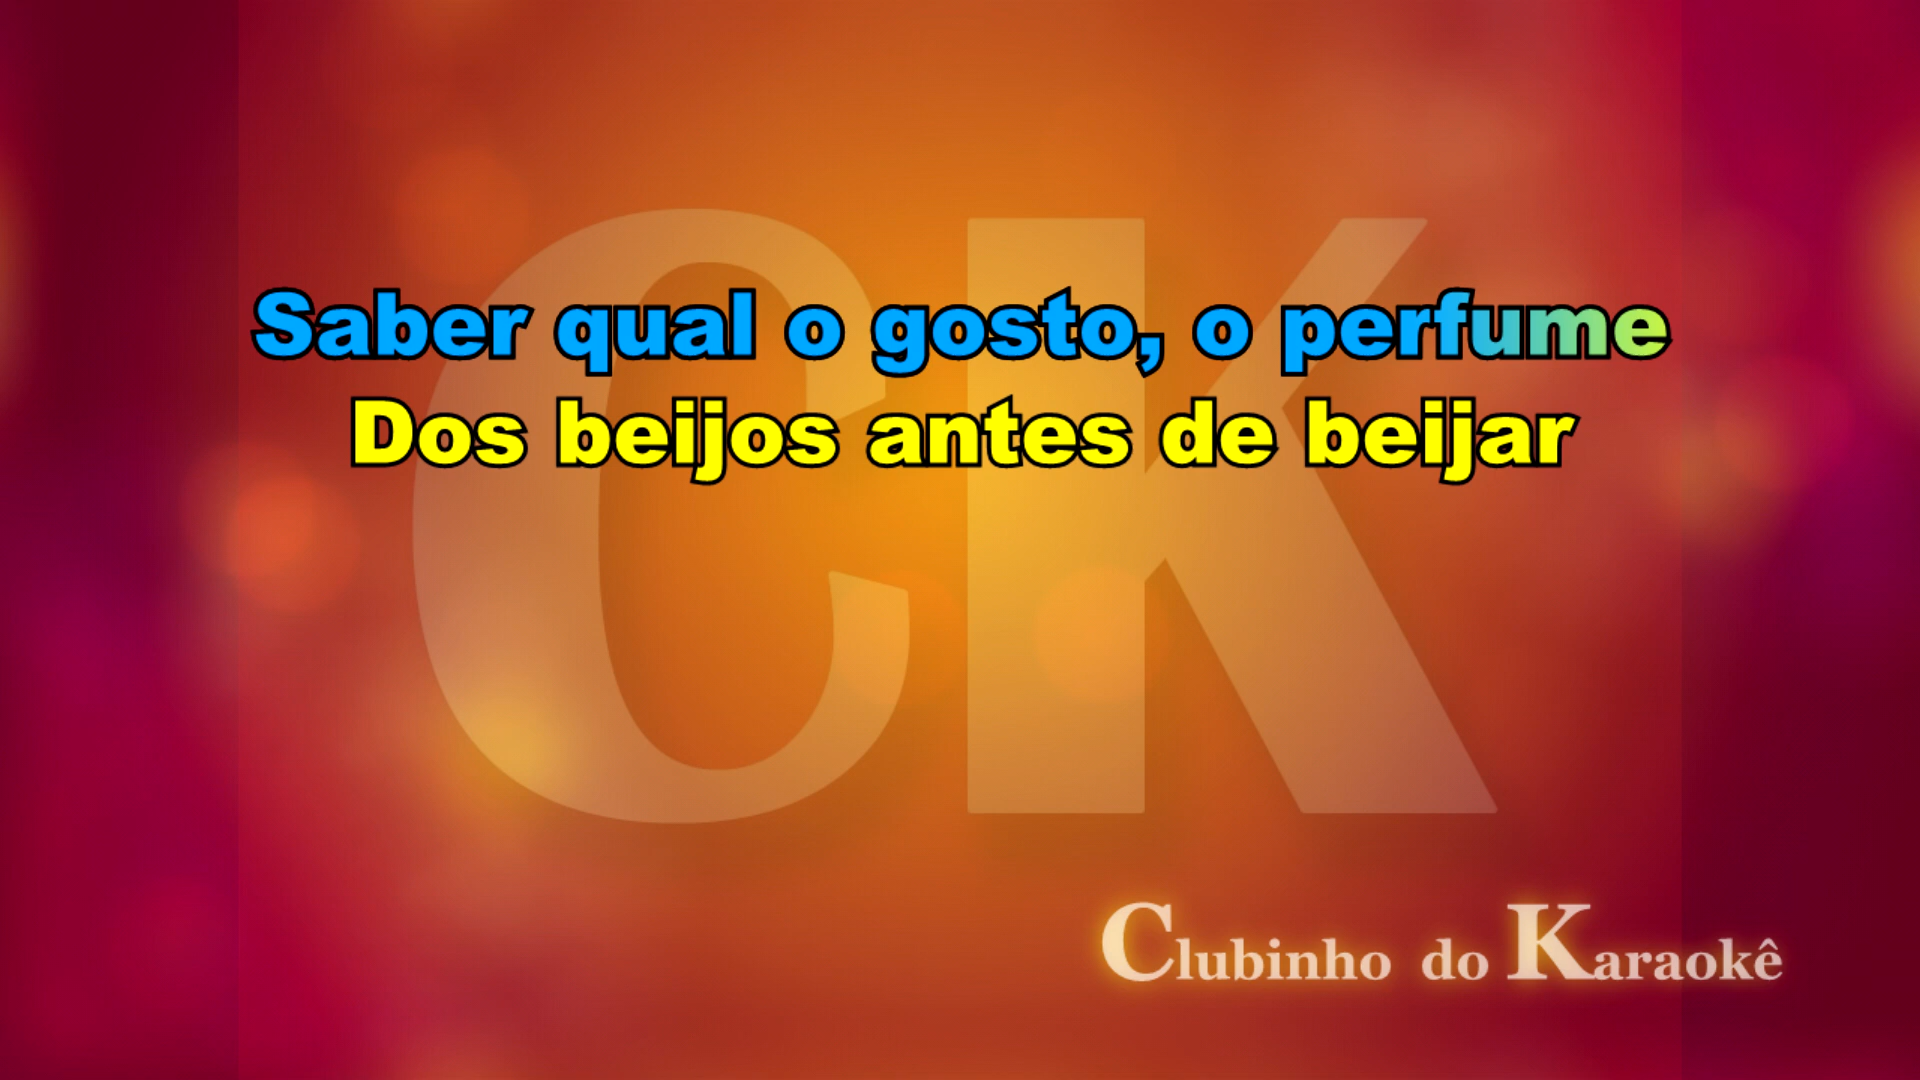 Saber qual o gosto, o perfume
Dos beijos antes de beijar
CK
Clubinho do Karaokê